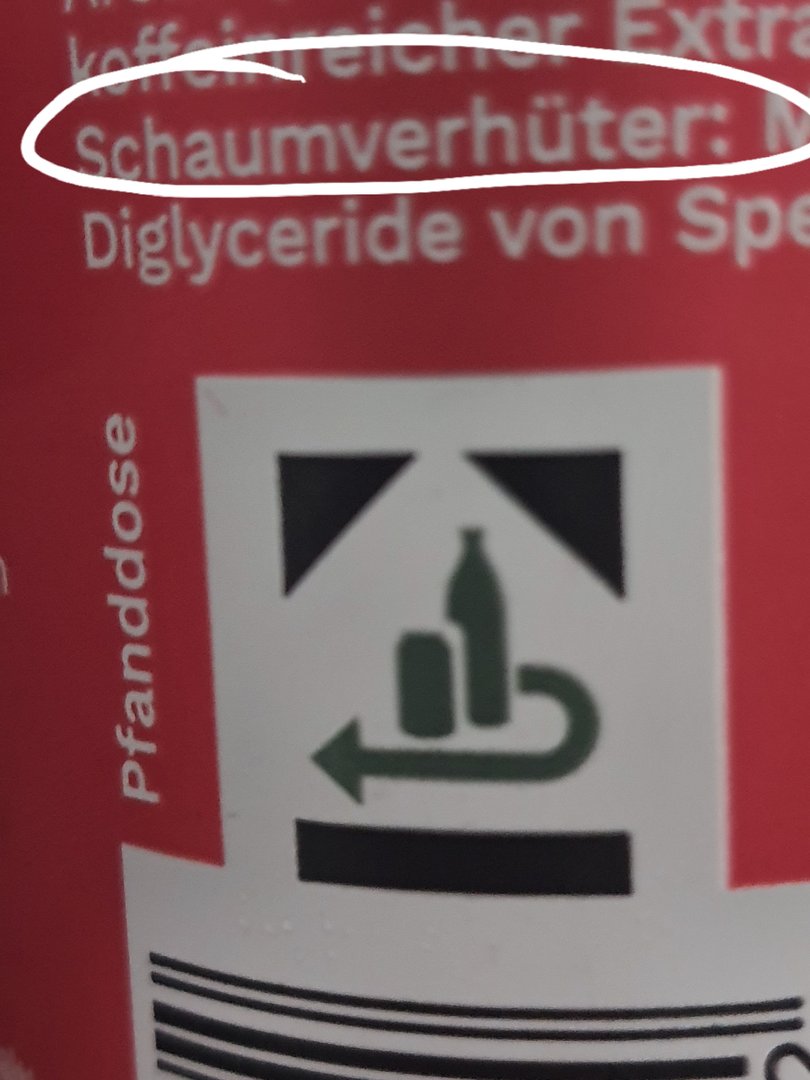 koffeinreicher Extra
Schaumverhüter: M
Diglyceride von Spe
Pfanddose